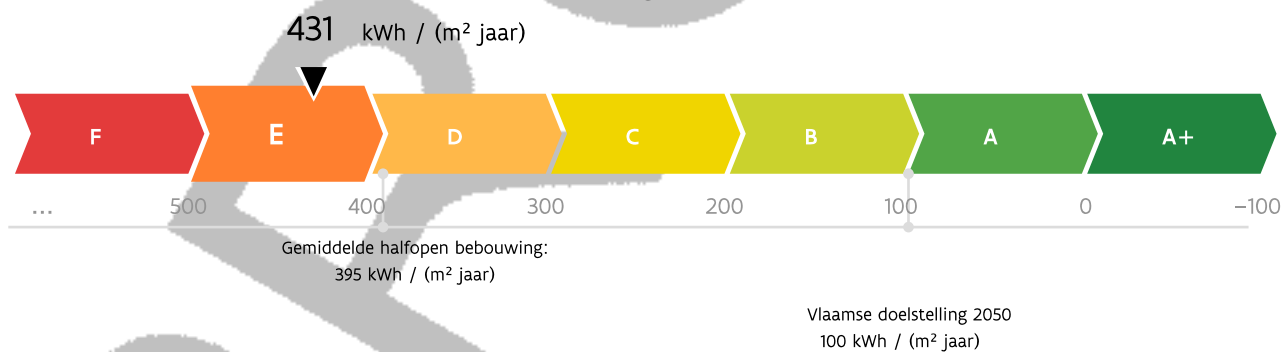 431 kWh / (m² jaar)
F E D C B A A+
... 500 400 300 200 100 0 −100
Gemiddelde halfopen bebouwing:
395 kWh / (m² jaar)
Vlaamse doelstelling 2050
100 kWh / (m² jaar)